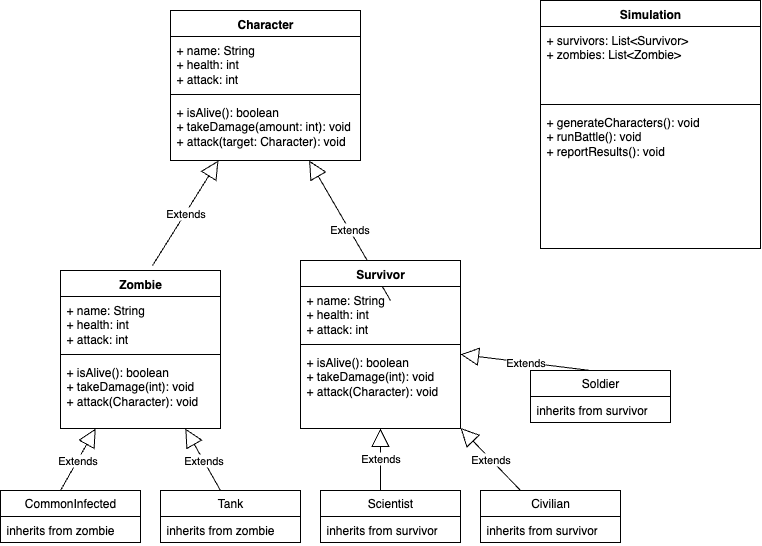 Character
+ name: String
+ health: int
+ attack: int
+ isAlive(): boolean
+ takeDamage(amount: int): void
+ attack(target: Character): void
Simulation
+ survivors: List<Survivor>
+ zombies: List<Zombie>
+ generateCharacters(): void
+ runBattle(): void
+ reportResults(): void
Extends
Extends
Zombie
+ name: String
+ health: int
+ attack: int
+ isAlive(): boolean
+ takeDamage(int): void
+ attack(Character): void
Survivor
+ name: String
+ health: int
+ attack: int
+ isAlive(): boolean
+ takeDamage(int): void
+ attack(Character): void
Extends
Soldier
inherits from survivor
Extends
Extends
Extends
Extends
CommonInfected
inherits from zombie
Tank
inherits from zombie
Scientist
inherits from survivor
Civilian
inherits from survivor